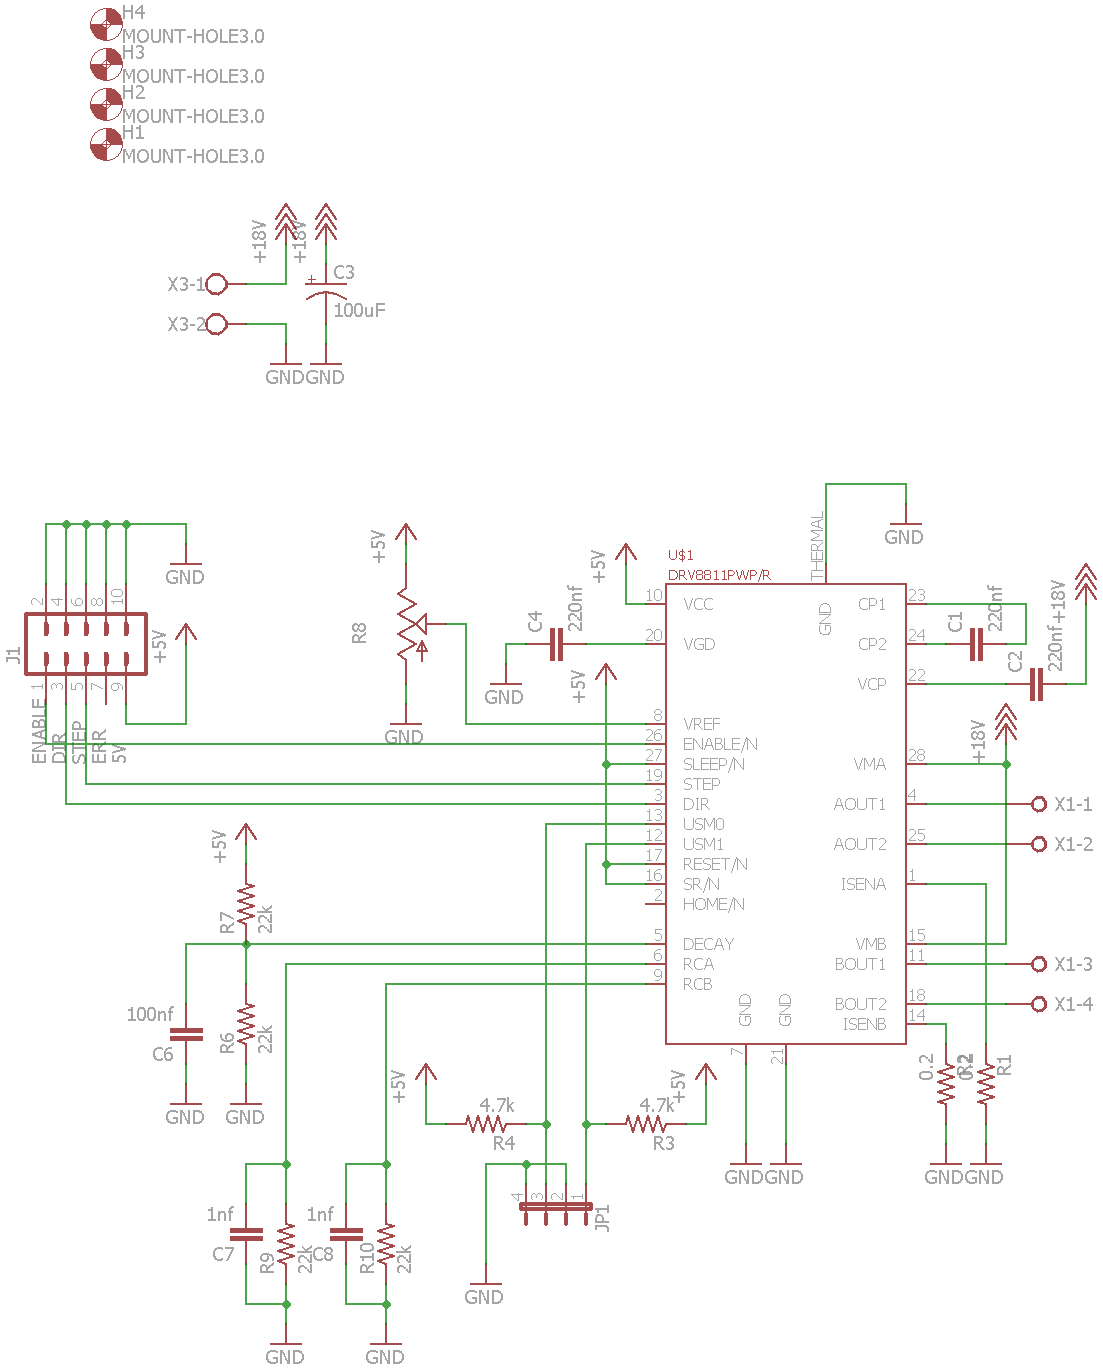 H4
MOUNT-HOLE3.0
H3
MOUNT-HOLE3.0
H2
MOUNT-HOLE3.0
H1
MOUNT-HOLE3.0
+18V
+18V
X3-1
C3
+
100uF
X3-2
GND
GND
THERMAL
GND
+5V
+5V
U$1
DRV8811PWP/R
GND
2
4
6
8
10
J1
1
3
5
7
9
+5V
ENABLE
DIR
STEP
ERR
5V
R8
GND
C4
220nf
GND
+5V
10
VCC
20
VGD
8
VREF
26
ENABLE/N
27
SLEEP/N
19
STEP
3
DIR
13
USM0
12
USM1
17
RESET/N
16
SR/N
2
HOME/N
5
DECAY
6
RCA
9
RCB
GND
CP1
23
CP2
24
VCP
22
VMA
28
AOUT1
4
AOUT2
25
ISENA
1
VMB
15
BOUT1
11
BOUT2
18
ISENB
14
GND
GND
7
21
C1
220nf
C2
220nf
+18V
+18V
X1-1
X1-2
X1-3
X1-4
+5V
R7
22k
100nf
C6
R6
22k
GND
GND
0.2
R2
0.2
R1
+5V
4.7k
R4
4.7k
R3
+5V
GND
GND
GND
GND
4
3
2
1
JP1
GND
1nf
C7
R9
22k
1nf
C8
R10
22k
GND
GND